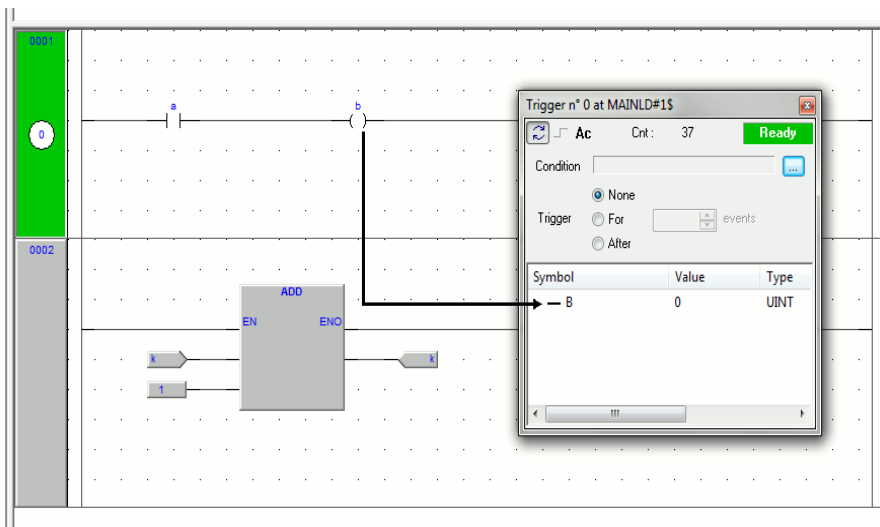 0001
a
b
0
Trigger n° 0 at MAINLD#1$
Ac Cnt: 37 Ready
Condition ...
None
Trigger For events
After
0002
Symbol Value Type
B 0 UINT
ADD
EN ENO
k k
1